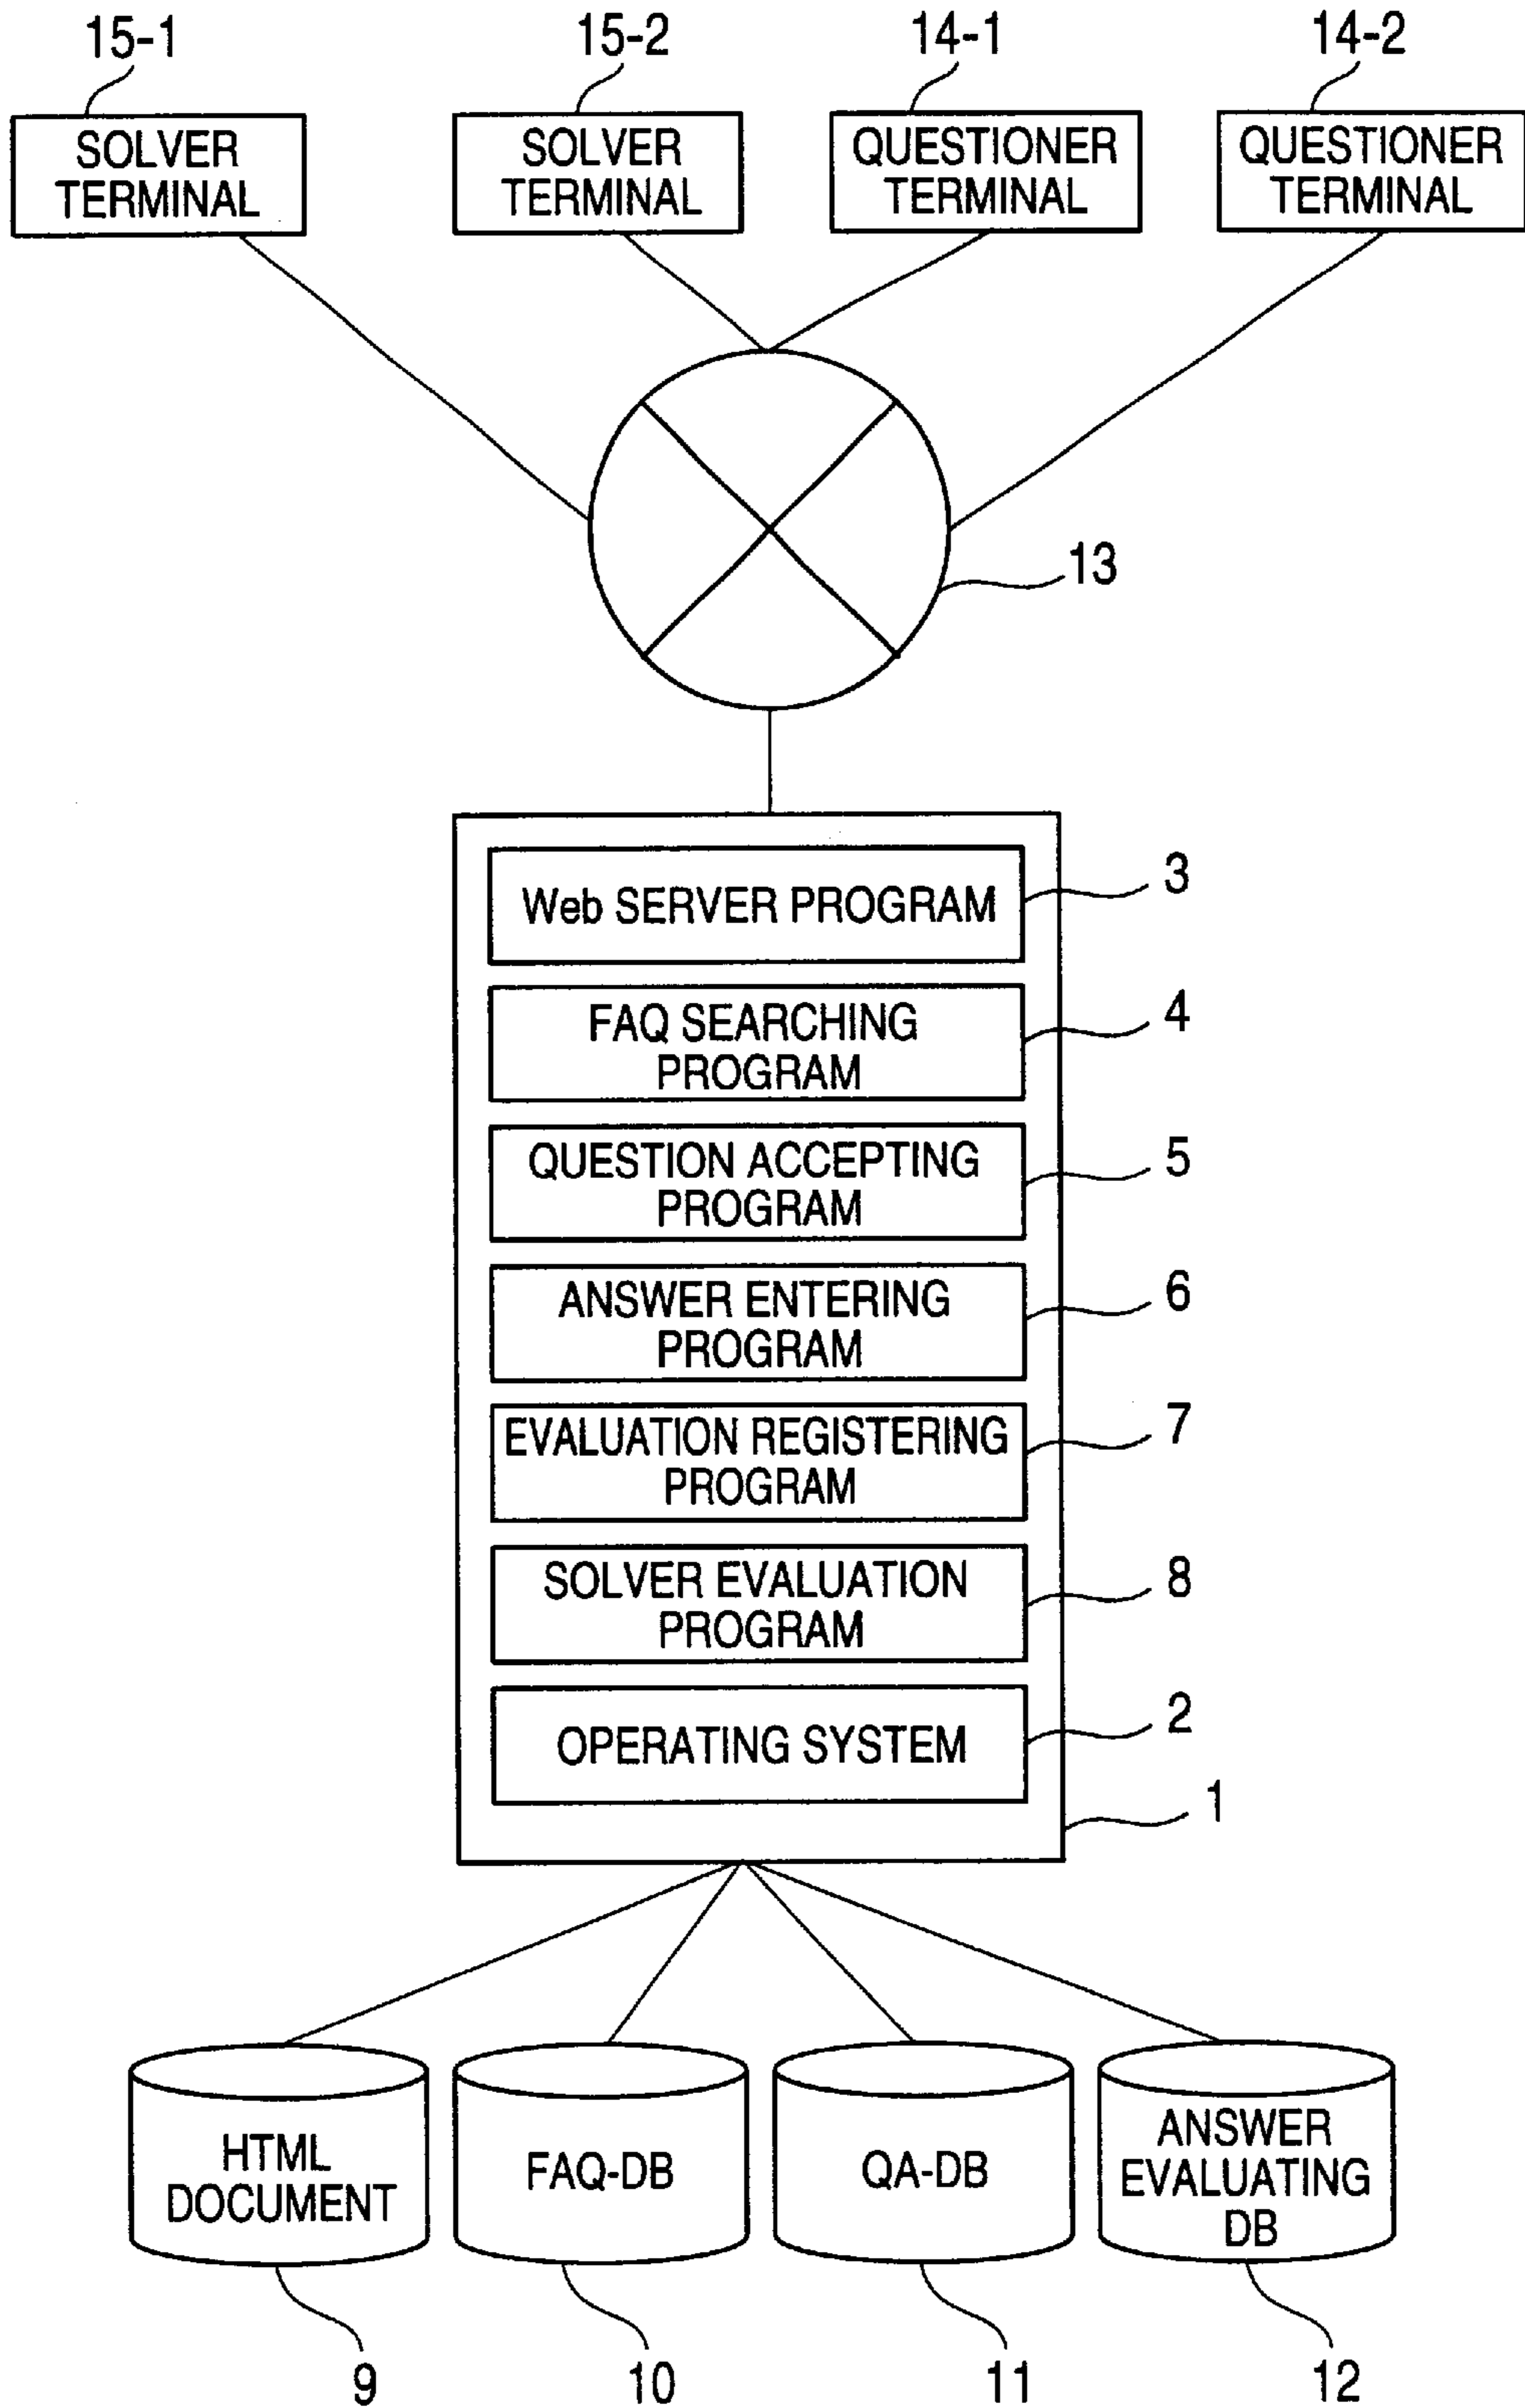 15-1
15-2
14-1
14-2
SOLVER
TERMINAL
SOLVER
TERMINAL
QUESTIONER
TERMINAL
QUESTIONER
TERMINAL
13
Web SERVER PROGRAM
3
FAQ SEARCHING
PROGRAM
4
QUESTION ACCEPTING
PROGRAM
5
ANSWER ENTERING
PROGRAM
6
EVALUATION REGISTERING
PROGRAM
7
SOLVER EVALUATION
PROGRAM
8
OPERATING SYSTEM
2
1
HTML
DOCUMENT
FAQ-DB
QA-DB
ANSWER
EVALUATING
DB
9
10
11
12